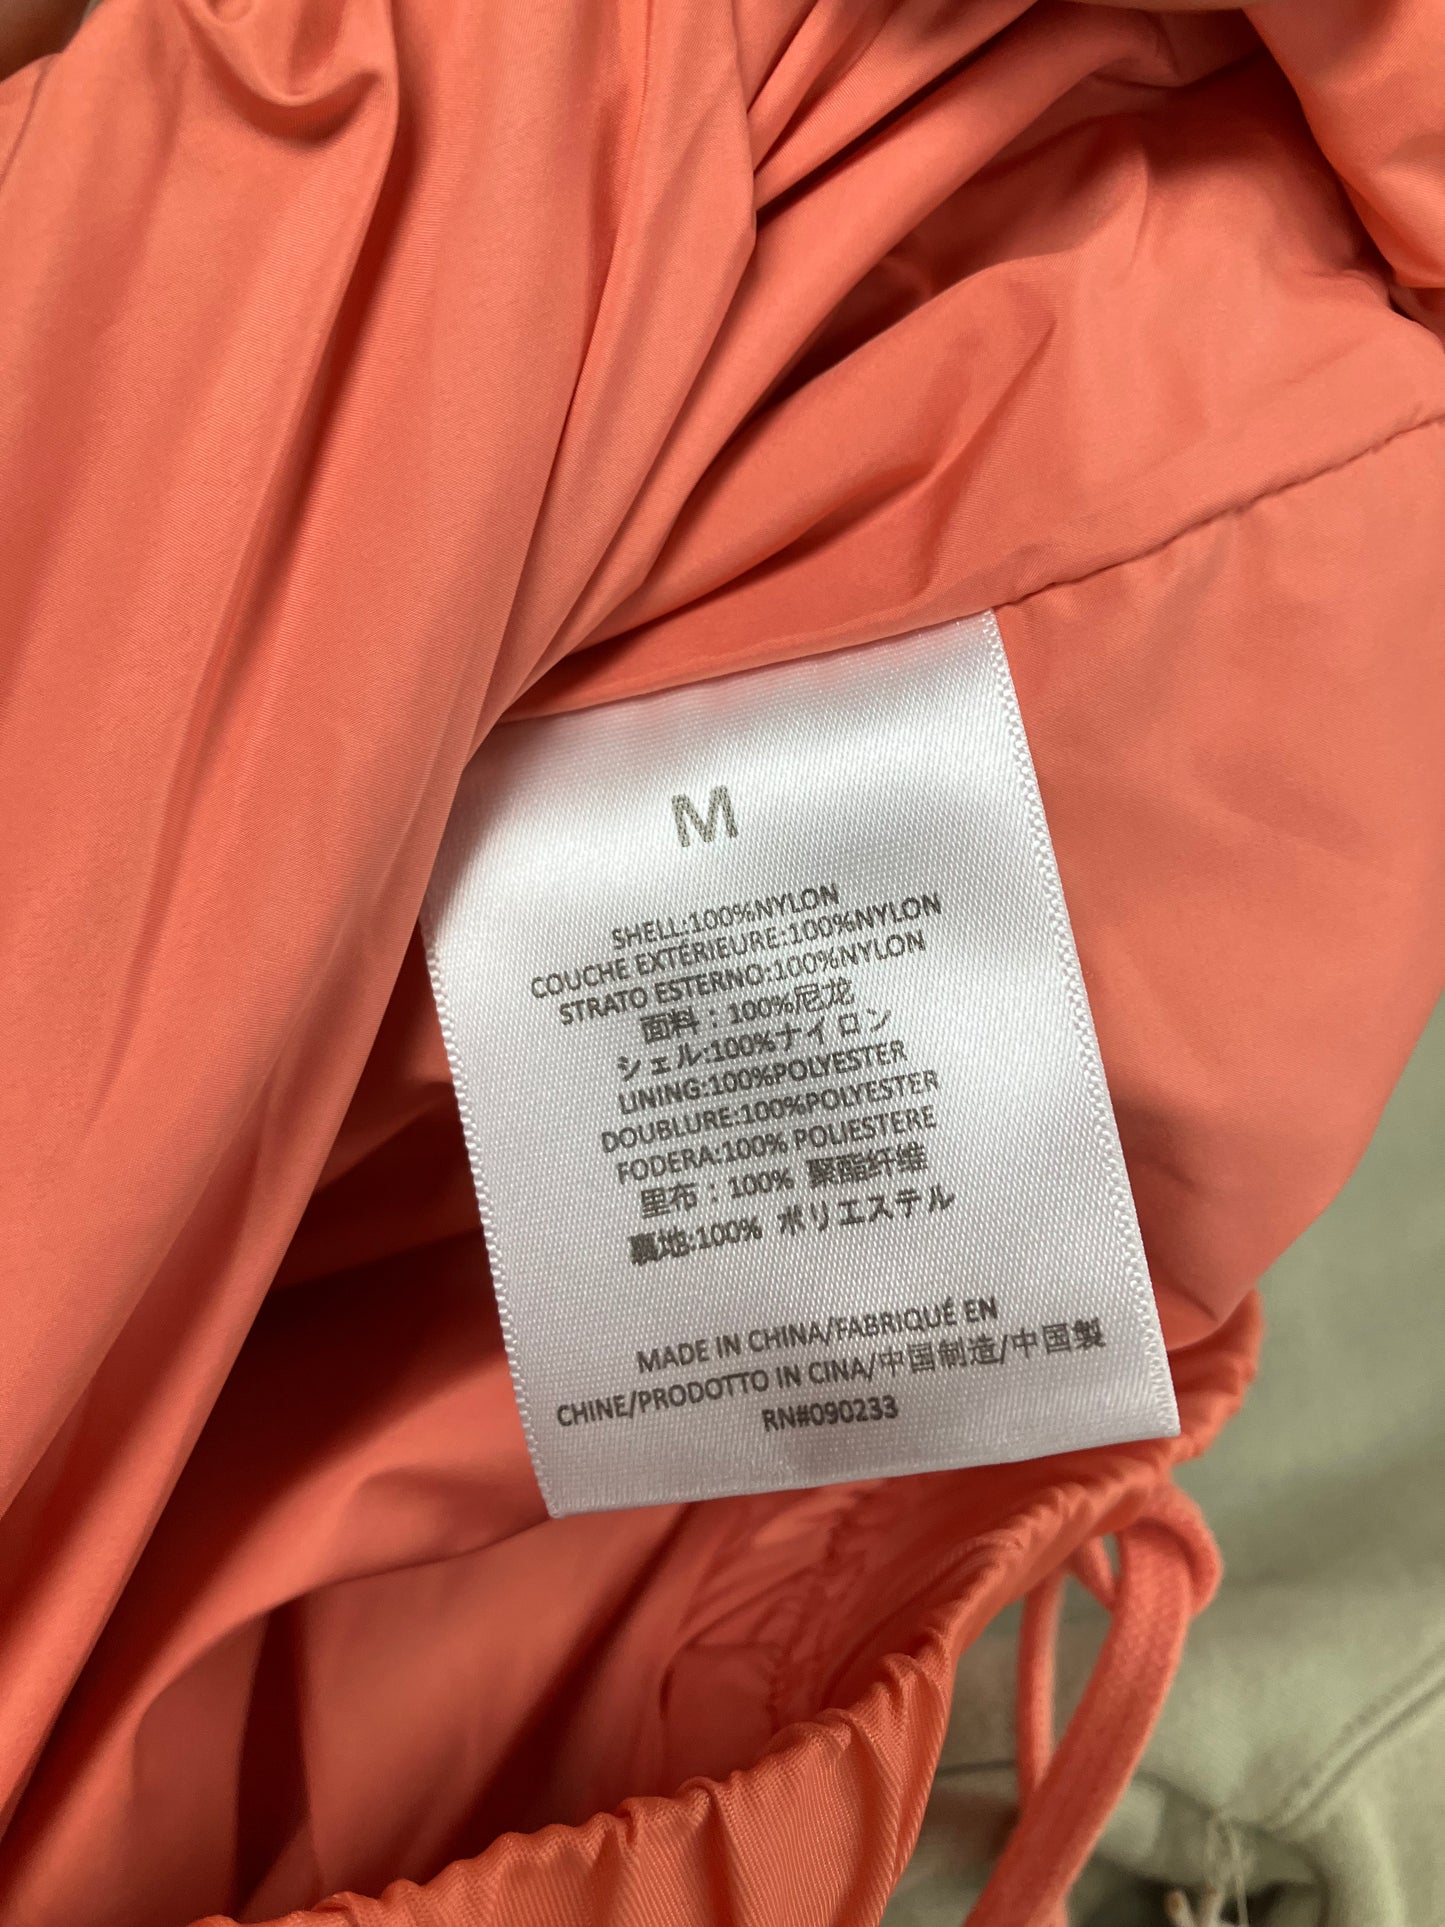 M
SHELL:100%NYLON
COUCHE EXTÉRIEURE:100%NYLON
STRATO ESTERNO:100%NYLON
面料：100%尼龙
シェル:100%ナイロン
LINING:100%POLYESTER
DOUBLURE:100%POLYESTER
FODERA:100% POLIESTERE
里布：100% 聚酯纤维
裏地:100% ポリエステル
MADE IN CHINA/FABRIQUÉ EN
CHINE/PRODOTTO IN CINA/中国制造/中国製
RN#090233